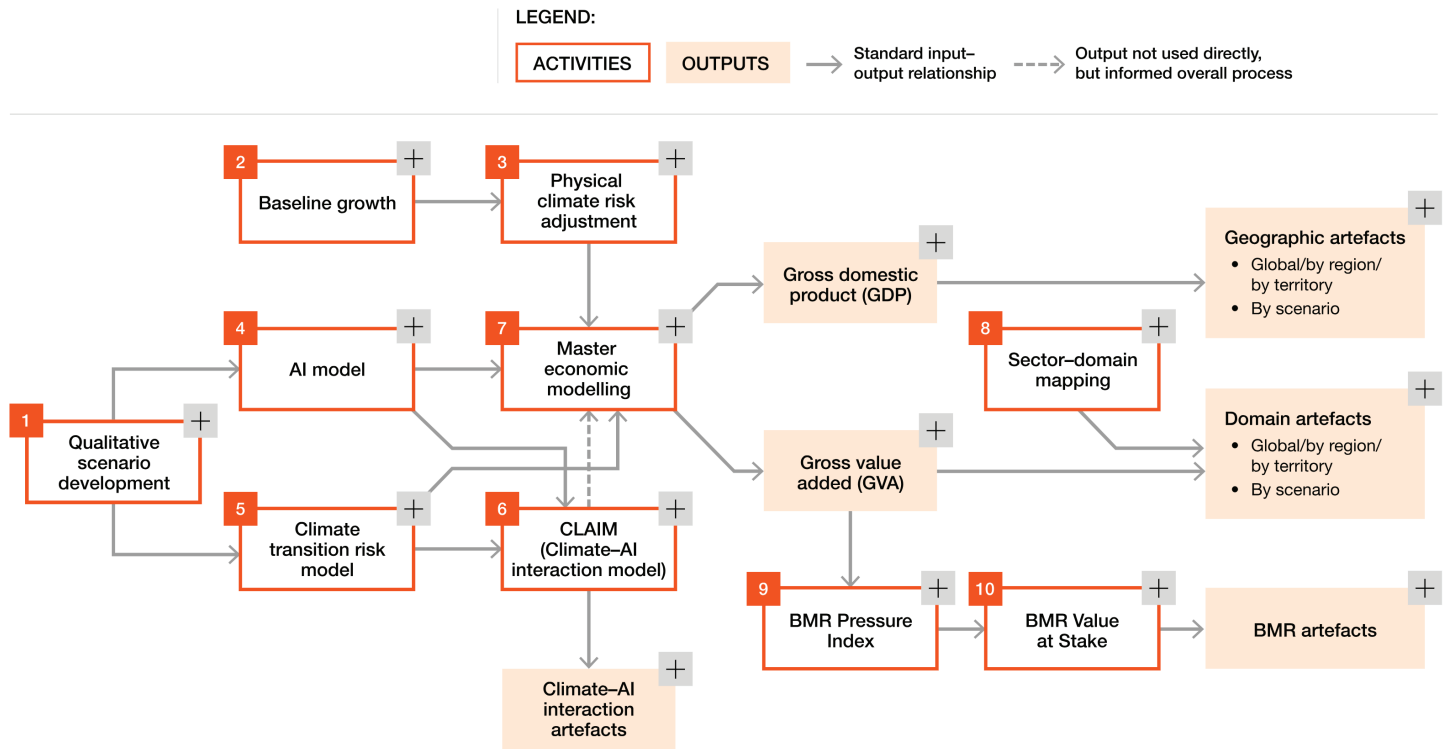 LEGEND:
ACTIVITIES
OUTPUTS
Standard input–
output relationship
Output not used directly,
but informed overall process
2
Baseline growth
3
Physical
climate risk
adjustment
Gross domestic
product (GDP)
Geographic artefacts
• Global/by region/
by territory
• By scenario
4
AI model
7
Master
economic
modelling
8
Sector–domain
mapping
1
Qualitative
scenario
development
Gross value
added (GVA)
Domain artefacts
• Global/by region/
by territory
• By scenario
5
Climate
transition risk
model
6
CLAIM
(Climate–AI
interaction model)
9
BMR Pressure
Index
10
BMR Value
at Stake
BMR artefacts
Climate–AI
interaction
artefacts